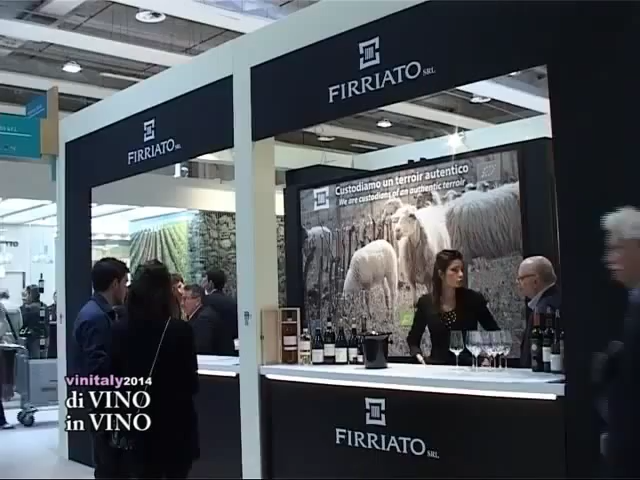 FIRRIATO SRL
FIRRIATO SRL
Custodiamo un terroir autentico
We are custodians of an authentic terroir
FIRRIATO SRL
vinitaly2014
di VINO
in VINO